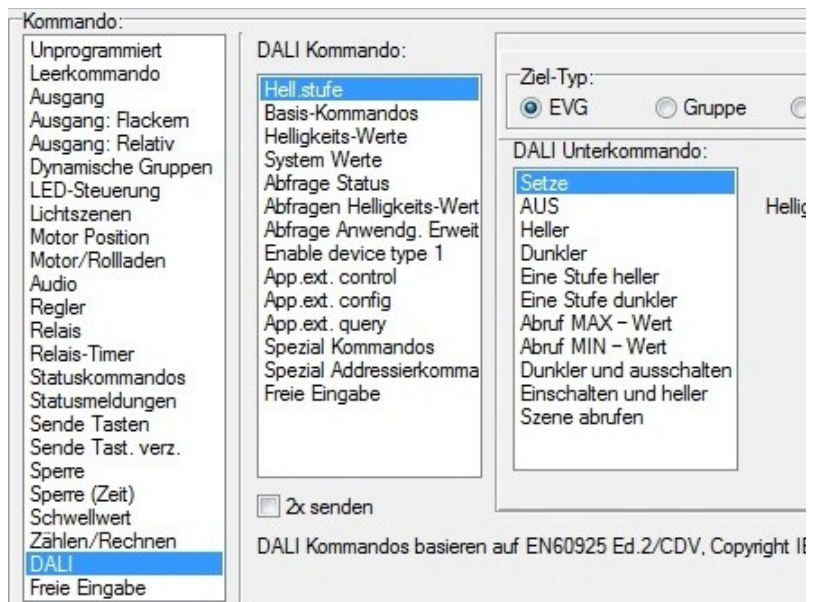 Kommando:
Unprogrammiert
Leerkommando
Ausgang
Ausgang: Flackern
Ausgang: Relativ
Dynamische Gruppen
LED-Steuerung
Lichtszenen
Motor Position
Motor/Rollladen
Audio
Regler
Relais
Relais-Timer
Statuskommandos
Statusmeldungen
Sende Tasten
Sende Tast. verz.
Sperre
Sperre (Zeit)
Schwellwert
Zählen/Rechnen
DALI
Freie Eingabe
DALI Kommando:
Hell.stufe
Basis-Kommandos
Helligkeits-Werte
System Werte
Abfrage Status
Abfragen Helligkeits-Wert
Abfrage Anwendg. Erweit
Enable device type 1
App.ext. control
App.ext. config
App.ext. query
Spezial Kommandos
Spezial Addressierkomma
Freie Eingabe
2x senden
Ziel-Typ:
EVG Gruppe
DALI Unterkommando:
Setze
AUS
Heller
Dunkler
Eine Stufe heller
Eine Stufe dunkler
Abruf MAX - Wert
Abruf MIN - Wert
Dunkler und ausschalten
Einschalten und heller
Szene abrufen
Hellig
DALI Kommandos basieren auf EN60925 Ed.2/CDV, Copyright IE